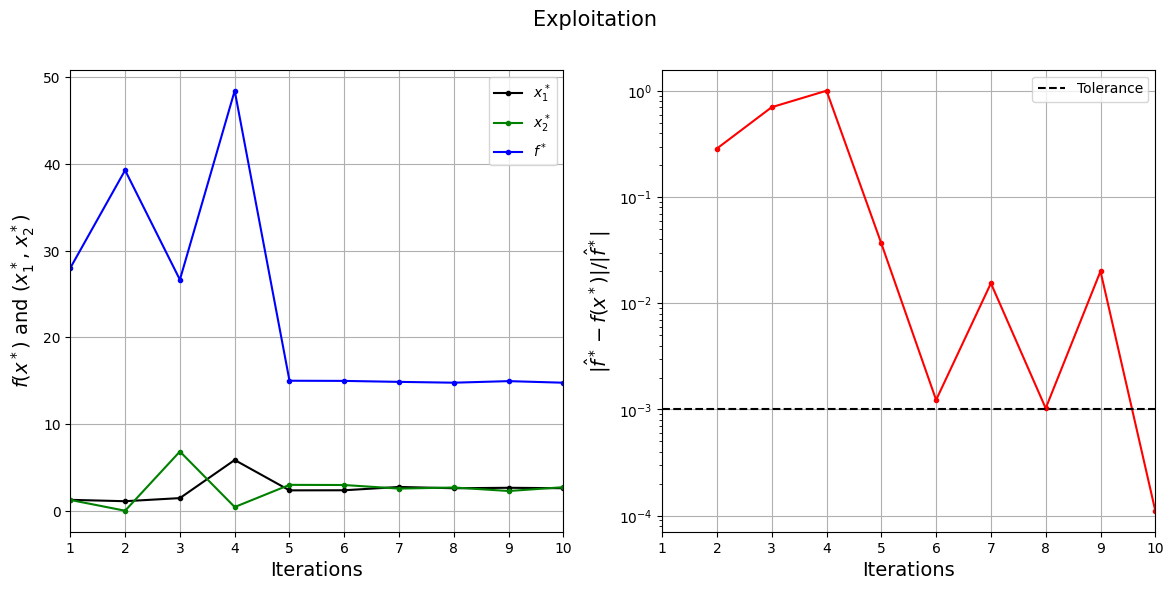 Exploitation
f(x*) and (x₁*, x₂*)
50
40
30
20
10
0
x₁*
x₂*
f*
1 2 3 4 5 6 7 8 9 10
Iterations
|f̂* − f(x*)|/|f̂*|
10⁰
10⁻¹
10⁻²
10⁻³
10⁻⁴
Tolerance
1 2 3 4 5 6 7 8 9 10
Iterations